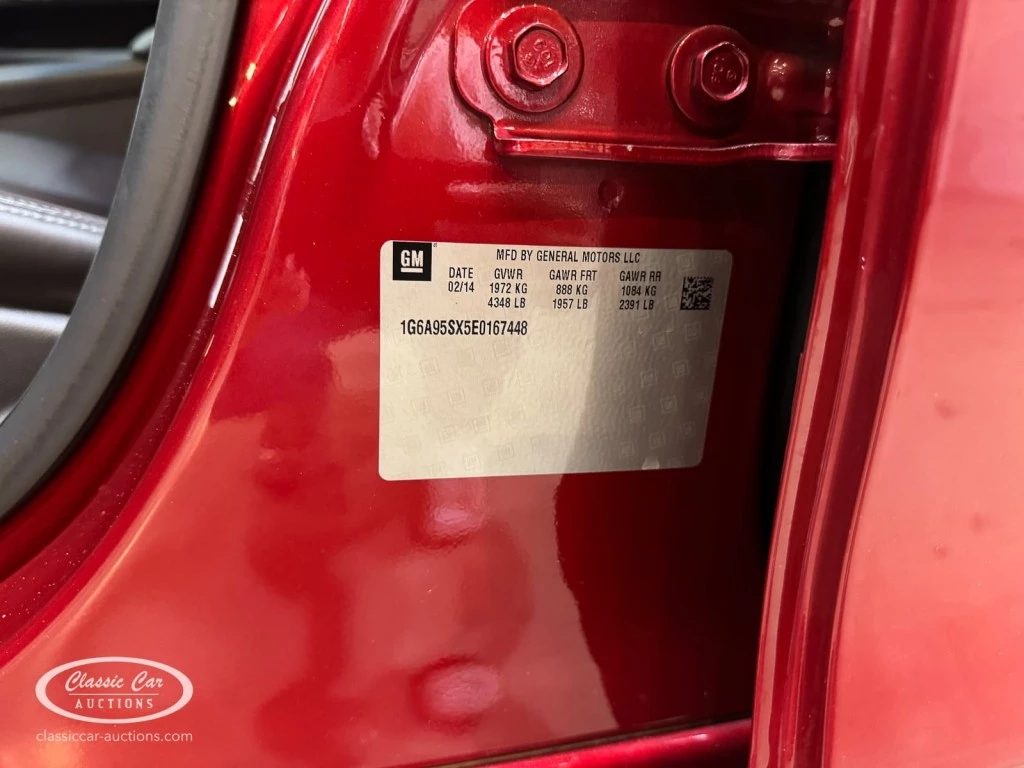 GM
MFD BY GENERAL MOTORS LLC
DATE GVWR GAWR FRT GAWR RR
02/14 1972 KG 888 KG 1084 KG
4348 LB 1957 LB 2391 LB
1G6A95SX5E0167448
Classic Car
AUCTIONS
classiccar-auctions.com